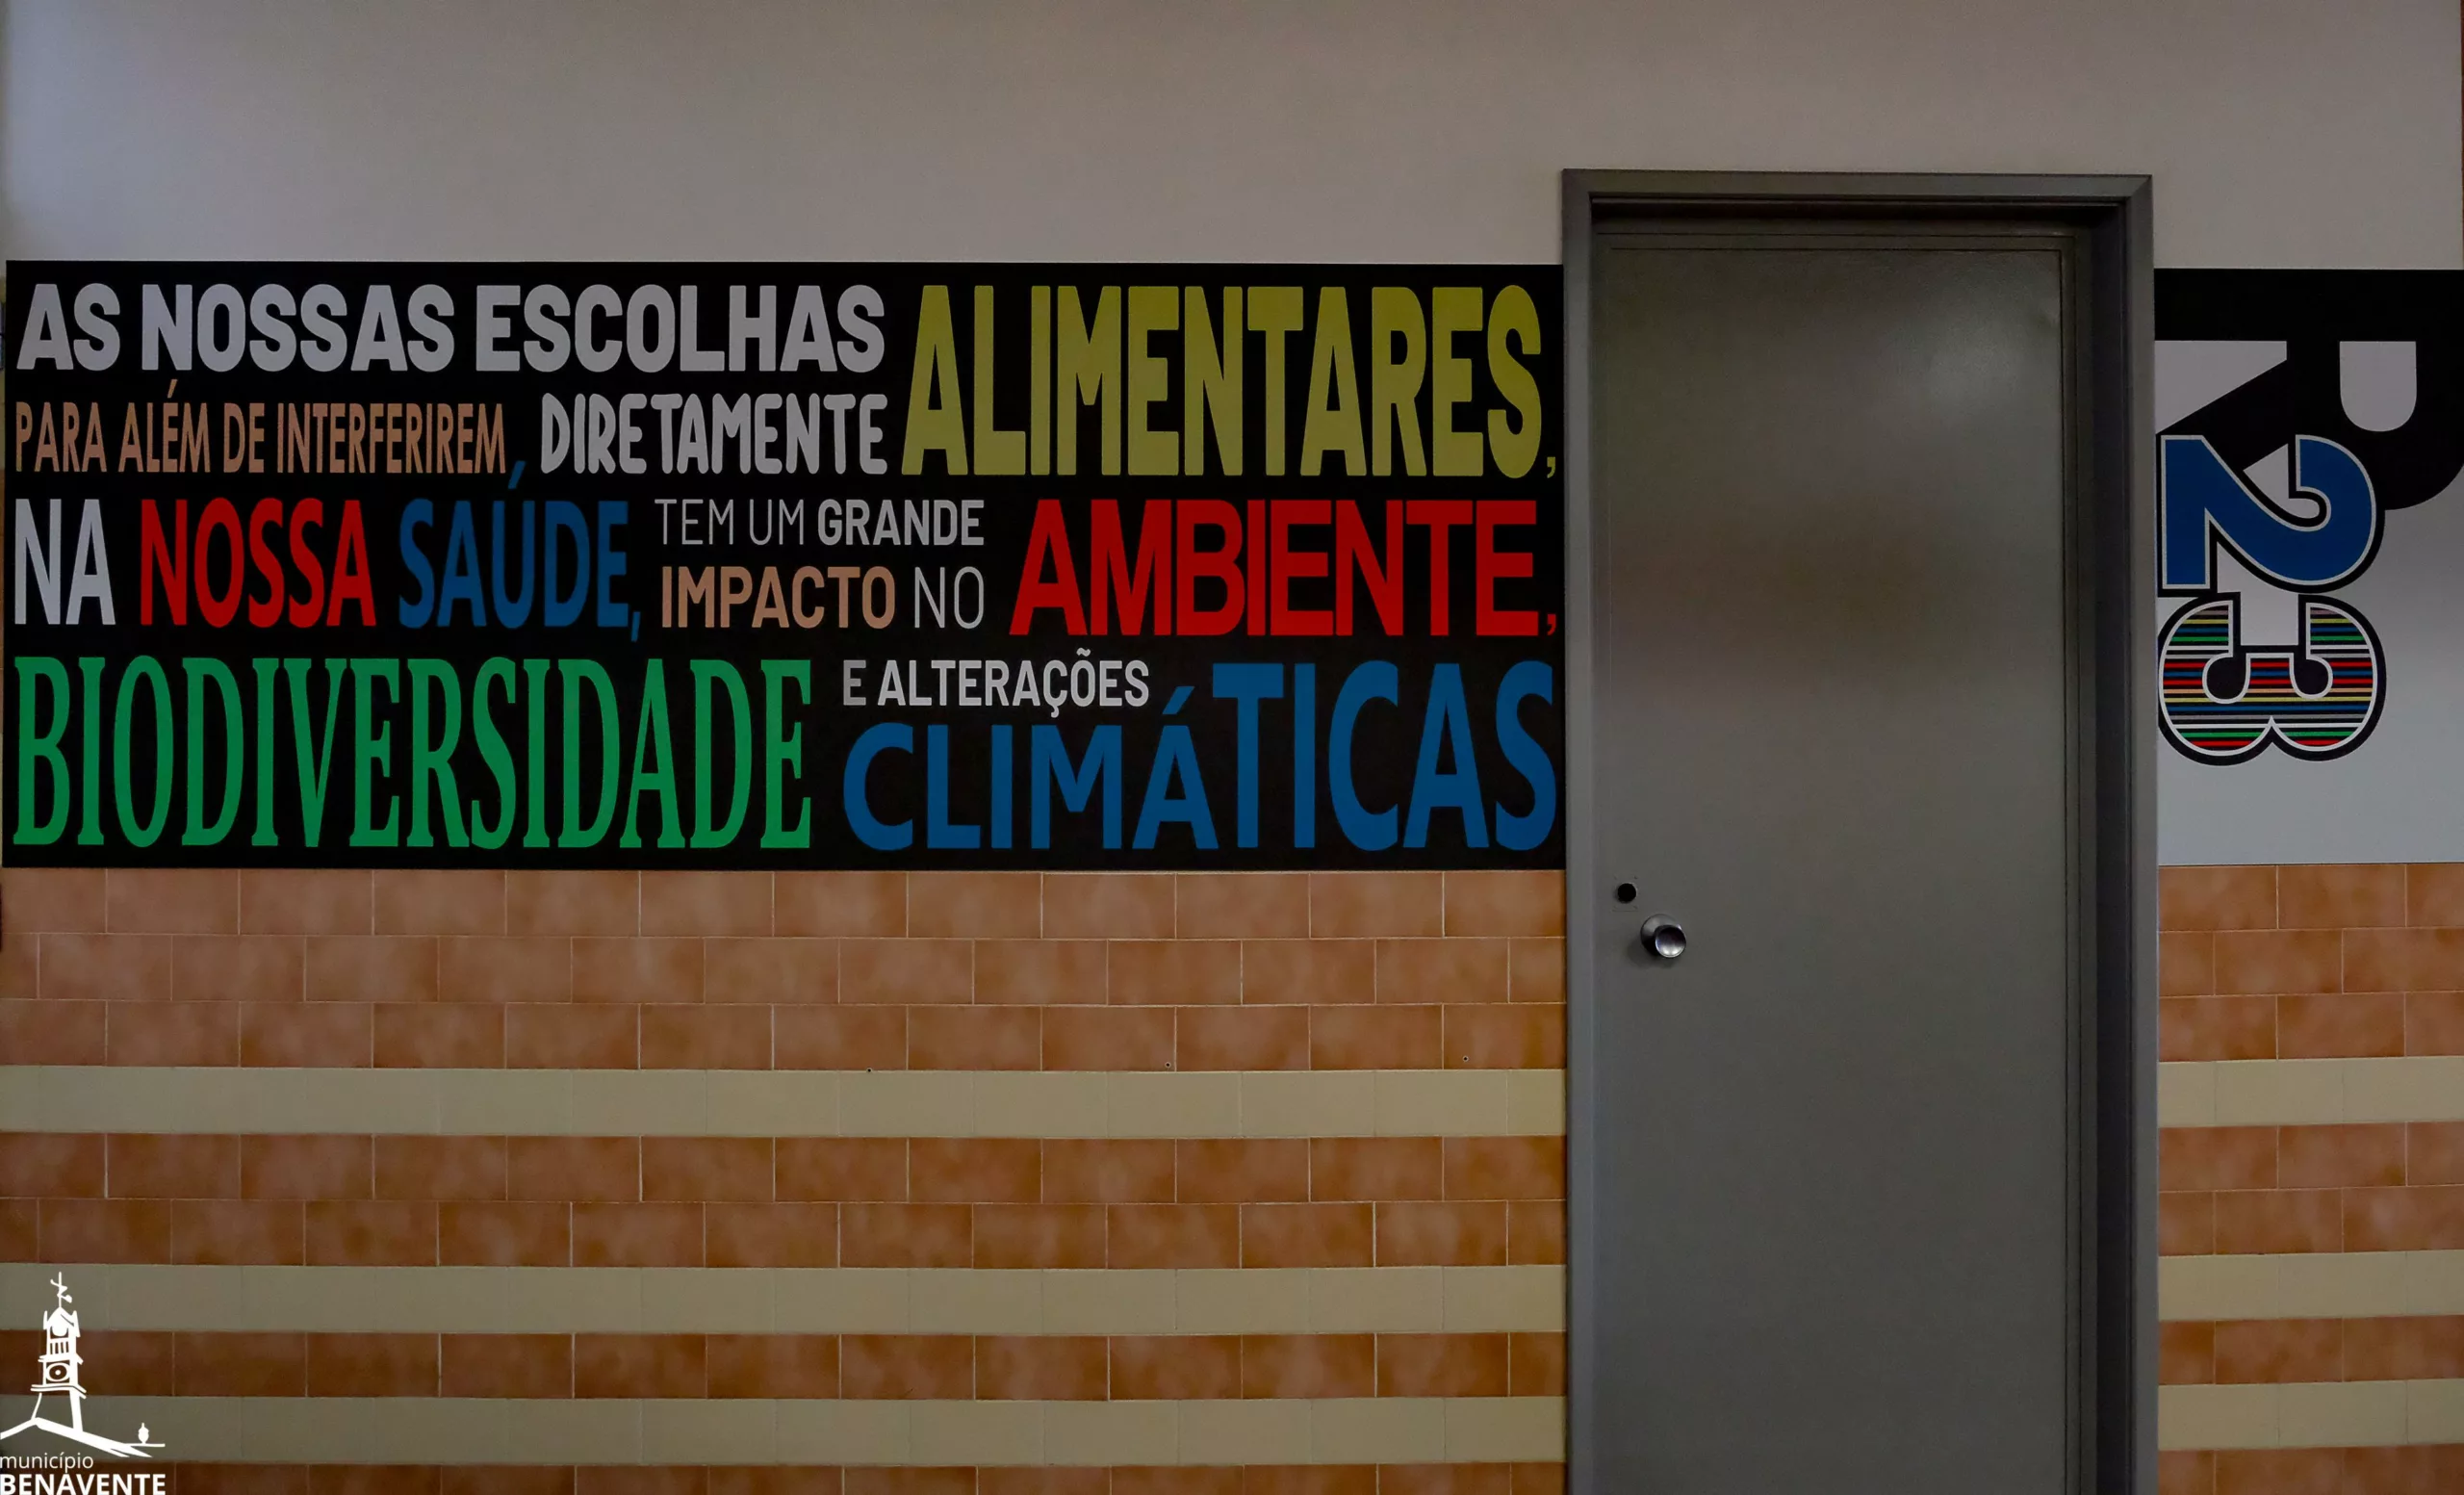 AS NOSSAS ESCOLHAS ALIMENTARES,
PARA ALÉM DE INTERFERIREM DIRETAMENTE
NA NOSSA SAÚDE, TEM UM GRANDE
IMPACTO NO AMBIENTE,
BIODIVERSIDADE E ALTERAÇÕES
CLIMÁTICAS
23
município
BENAVENTE